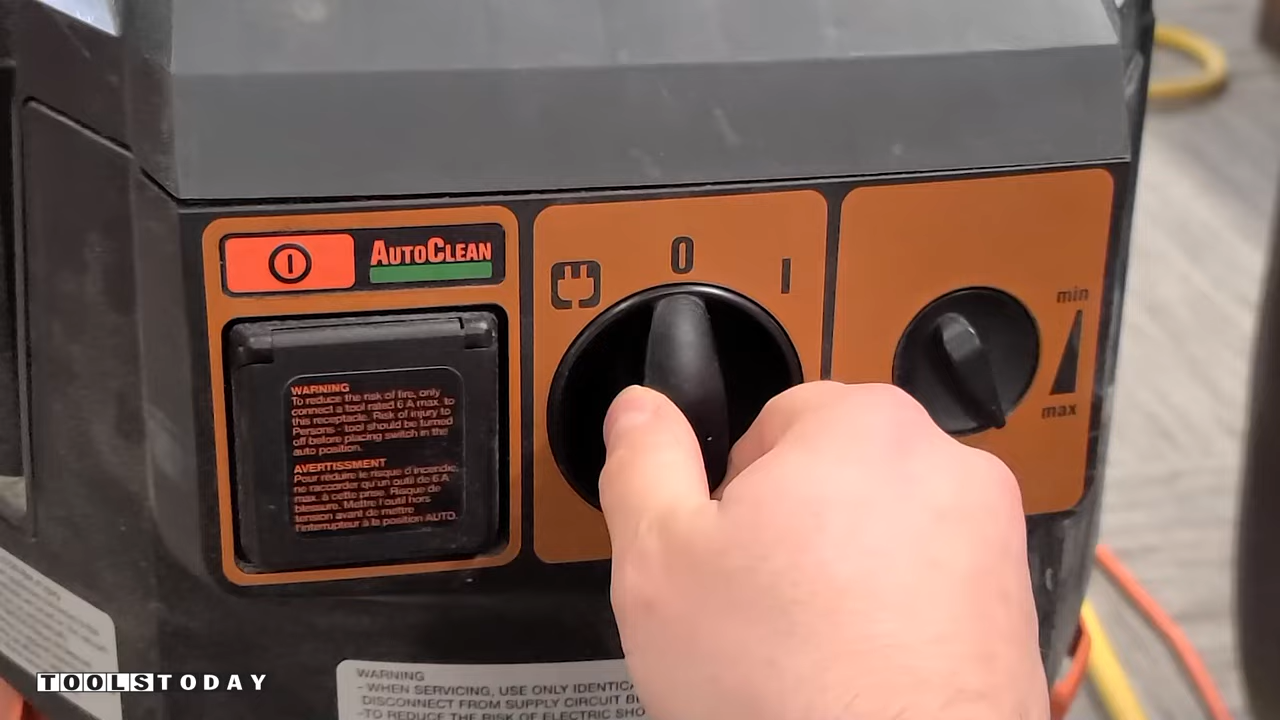 AUTOCLEAN
0
I
min
max
WARNING
To reduce the risk of fire, only
connect a tool rated 6 A max. to
this receptacle. Risk of injury to
Persons - tool should be turned
off before placing switch in the
auto position.
AVERTISSMENT
Pour réduire le risque d'incendie,
ne raccorder qu'un outil de 6 A
max. à cette prise. Risque de
blessure. Mettre l'outil hors
tension avant de mettre
l'interrupteur à la position AUTO.
WARNING
- WHEN SERVICING, USE ONLY
DISCONNECT FROM SUPPLY CIRCUIT
-TO REDUCE THE RISK OF ELECTRIC
TOOLSTODAY